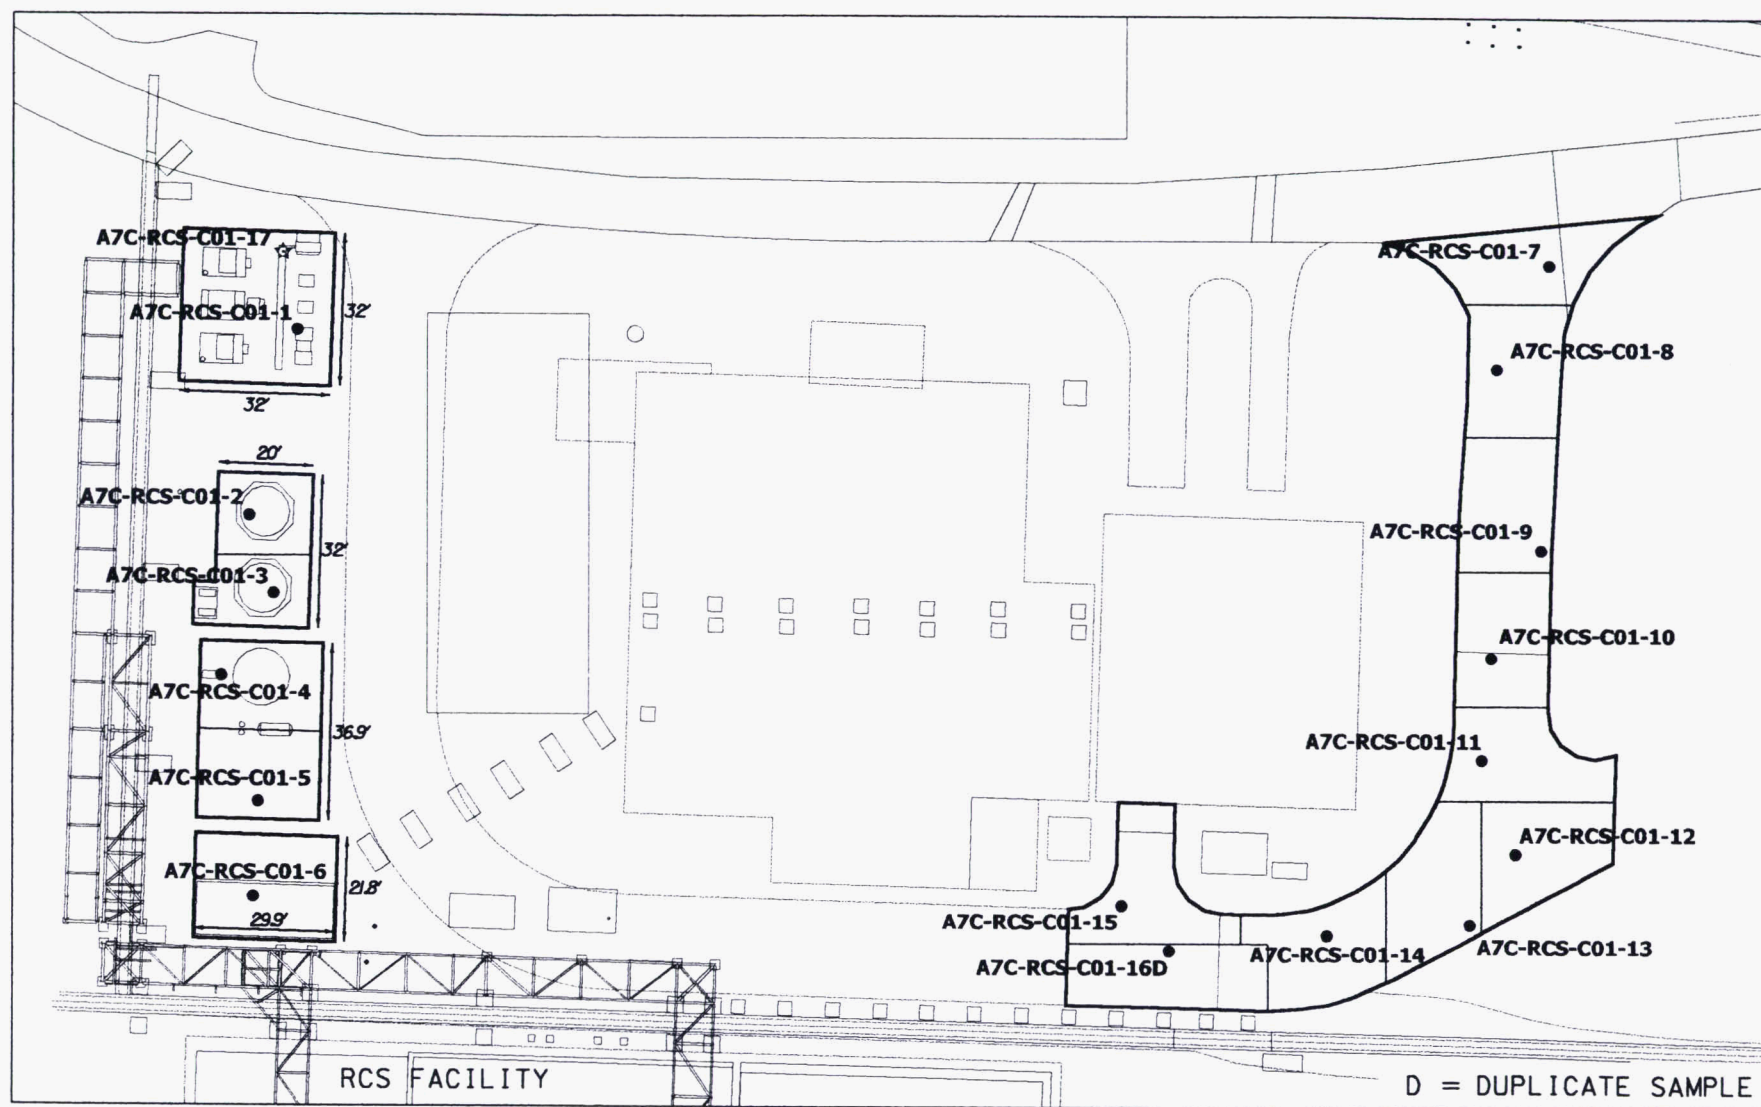 A7C-RCS-C01-17
A7C-RCS-C01-1
32'
32'
20'
A7C-RCS-C01-2
32'
A7C-RCS-C01-3
A7C-RCS-C01-4
36.9'
A7C-RCS-C01-5
A7C-RCS-C01-6
21.8'
29.9'
A7C-RCS-C01-7
A7C-RCS-C01-8
A7C-RCS-C01-9
A7C-RCS-C01-10
A7C-RCS-C01-11
A7C-RCS-C01-12
A7C-RCS-C01-13
A7C-RCS-C01-14
A7C-RCS-C01-15
A7C-RCS-C01-16D
RCS FACILITY
D = DUPLICATE SAMPLE